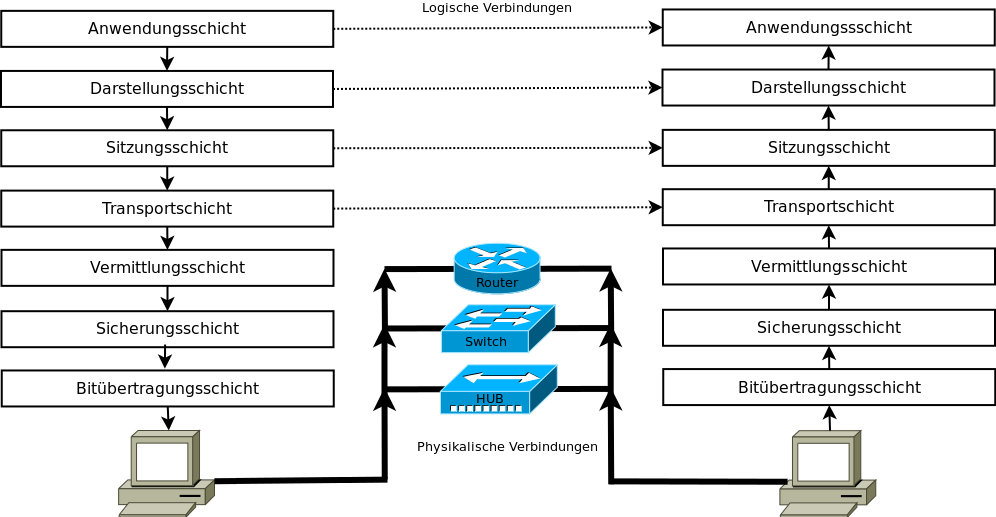 Logische Verbindungen
Anwendungsschicht
Anwendungssschicht
Darstellungsschicht
Darstellungsschicht
Sitzungsschicht
Sitzungsschicht
Transportschicht
Transportschicht
Vermittlungsschicht
Vermittlungsschicht
Router
Sicherungsschicht
Sicherungsschicht
Switch
Bitübertragungsschicht
Bitübertragungsschicht
HUB
Physikalische Verbindungen